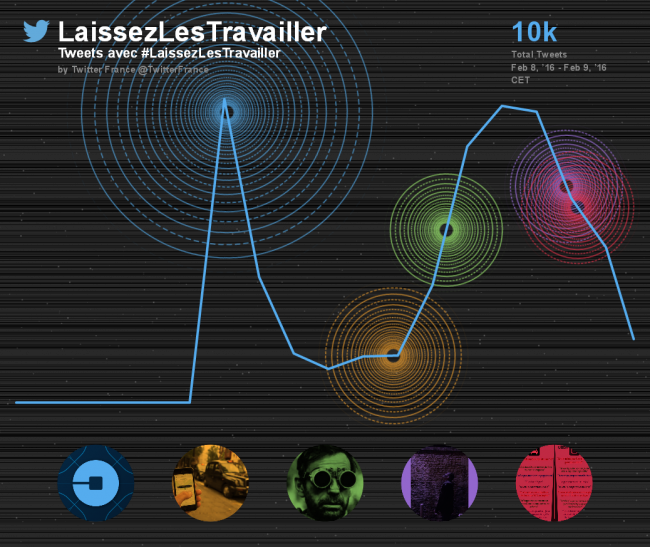 LaissezLesTravailler
Tweets avec #LaissezLesTravailler
by Twitter France @TwitterFrance
10k
Total Tweets
Feb 8, '16 - Feb 9, '16
CET